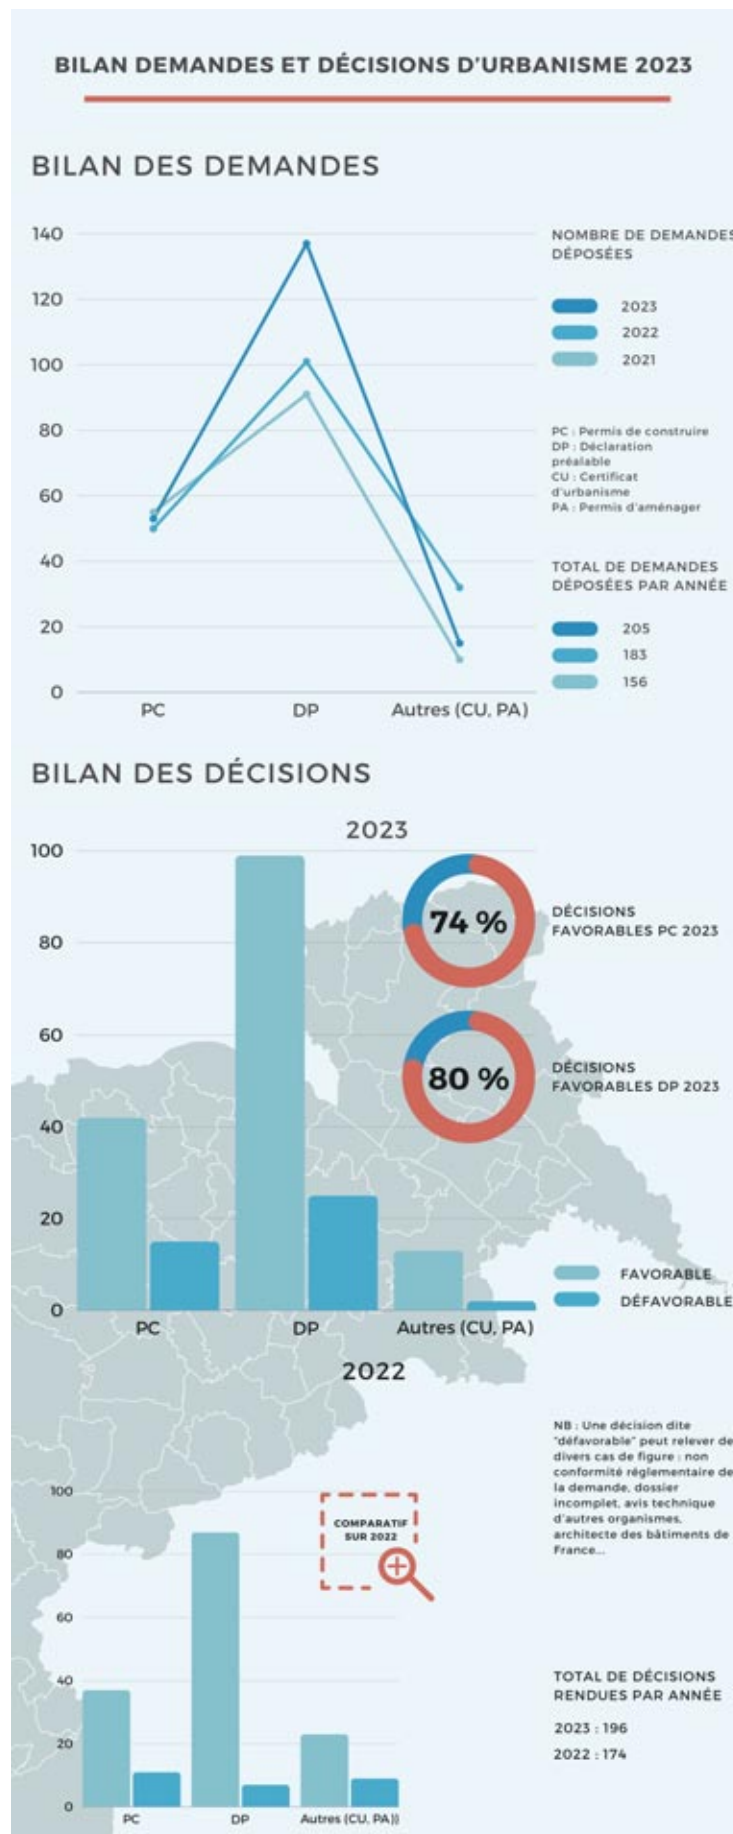 BILAN DEMANDES ET DÉCISIONS D'URBANISME 2023
BILAN DES DEMANDES
140
120
100
80
60
40
20
0
PC
DP
Autres (CU, PA)
NOMBRE DE DEMANDES
DÉPOSÉES
2023
2022
2021
PC : Permis de construire
DP : Déclaration
préalable
CU : Certificat
d'urbanisme
PA : Permis d'aménager
TOTAL DE DEMANDES
DÉPOSÉES PAR ANNÉE
205
183
156
BILAN DES DÉCISIONS
2023
100
80
60
40
20
0
PC
DP
Autres (CU, PA)
74 %
DÉCISIONS
FAVORABLES PC 2023
80 %
DÉCISIONS
FAVORABLES DP 2023
FAVORABLE
DÉFAVORABLE
2022
100
80
60
40
20
0
PC
DP
Autres (CU, PA))
COMPARATIF
SUR 2022
NB : Une décision dite
"défavorable" peut relever de
divers cas de figure : non
conformité réglementaire de
la demande, dossier
incomplet, avis technique
d'autres organismes,
architecte des bâtiments de
France...
TOTAL DE DÉCISIONS
RENDUES PAR ANNÉE
2023 : 196
2022 : 174